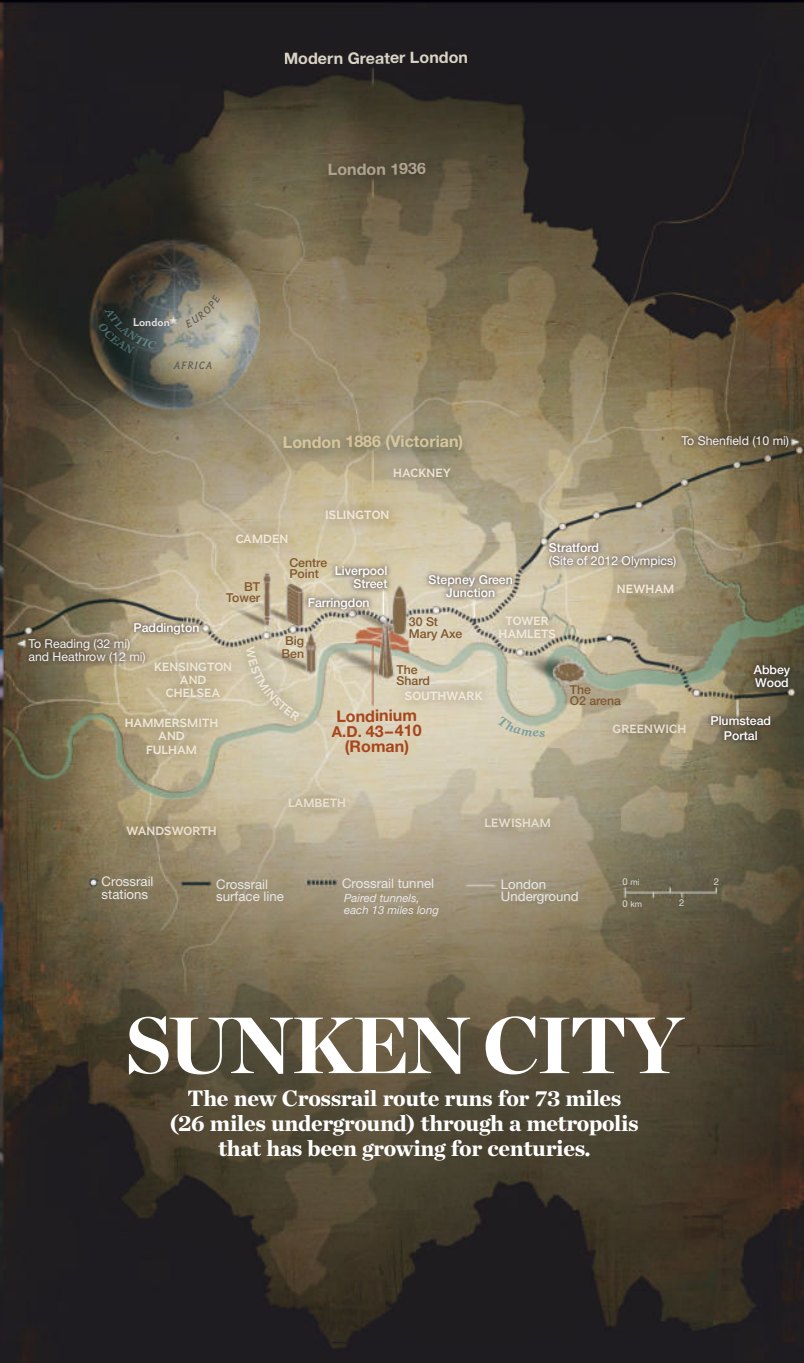 Modern Greater London
London 1936
London
EUROPE
ATLANTIC
OCEAN
AFRICA
London 1886 (Victorian)
To Shenfield (10 mi)
HACKNEY
ISLINGTON
CAMDEN
Stratford
(Site of 2012 Olympics)
Centre
Point
Liverpool
Street
Stepney Green
Junction
BT
Tower
NEWHAM
Farringdon
30 St
Mary Axe
TOWER
HAMLETS
Paddington
Big
Ben
To Reading (32 mi)
and Heathrow (12 mi)
KENSINGTON
AND
CHELSEA
WESTMINSTER
The
Shard
SOUTHWARK
The
O2 arena
Abbey
Wood
Londinium
A.D. 43–410
(Roman)
HAMMERSMITH
AND
FULHAM
Thames
GREENWICH
Plumstead
Portal
LAMBETH
WANDSWORTH
LEWISHAM
Crossrail
stations
Crossrail
surface line
Crossrail tunnel
Paired tunnels,
each 13 miles long
London
Underground
0 mi 2
0 km 2
SUNKEN CITY
The new Crossrail route runs for 73 miles
(26 miles underground) through a metropolis
that has been growing for centuries.